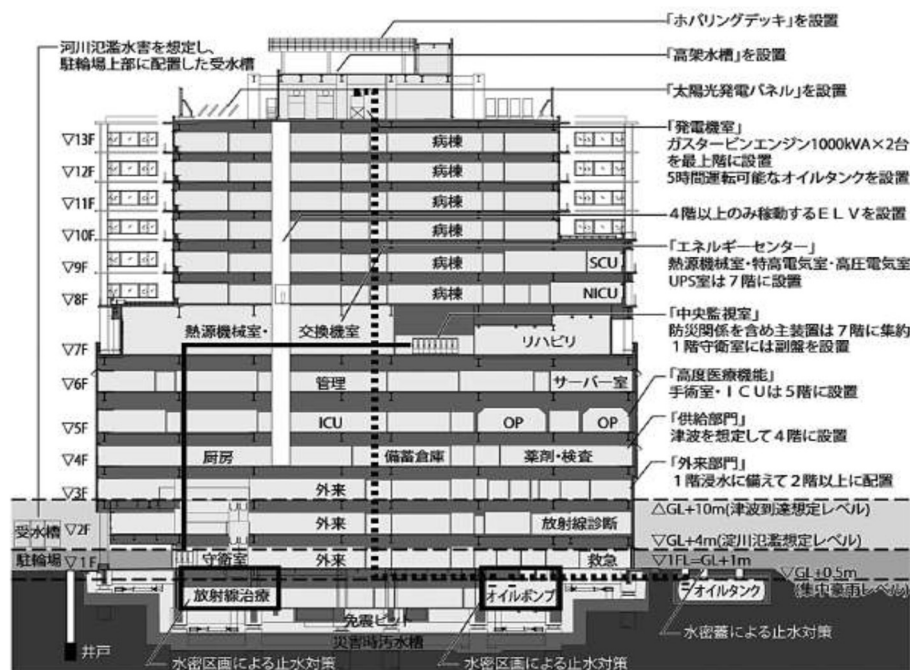 「ホバリングデッキ」を設置
河川氾濫水害を想定し、
駐輪場上部に配置した受水槽
「高架水槽」を設置
「太陽光発電パネル」を設置
「発電機室」
ガスタービンエンジン1000kVA×2台
を最上階に設置
5時間運転可能なオイルタンクを設置
▽13F 病棟
▽12F 病棟
▽11F 病棟
4階以上のみ稼動するＥＬＶを設置
▽10F 病棟
「エネルギーセンター」
熱源機械室・特高電気室・高圧電気室
UPS室は7階に設置
▽9F 病棟 SCU
▽8F 病棟 NICU
「中央監視室」
防災関係を含め主装置は7階に集約
1階守衛室には副盤を設置
▽7F 熱源機械室・ 交換機室 リハビリ
「高度医療機能」
手術室・ＩＣＵは5階に設置
▽6F 管理 サーバー室
「供給部門」
津波を想定して4階に設置
▽5F ICU OP OP
▽4F 厨房 備蓄倉庫 薬剤・検査
「外来部門」
1階浸水に備えて2階以上に配置
▽3F 外来
△GL+10m(津波到達想定レベル)
受水槽 ▽2F 外来 放射線診断
▽GL+4m(淀川氾濫想定レベル)
駐輪場 ▽1F 守衛室 外来 救急
▽1FL=GL+1m
▽GL+0.5m
(集中豪雨レベル)
放射線治療 オイルポンプ オイルタンク
免震ピット
災害時汚水槽
水密蓋による止水対策
井戸
水密区画による止水対策
水密区画による止水対策